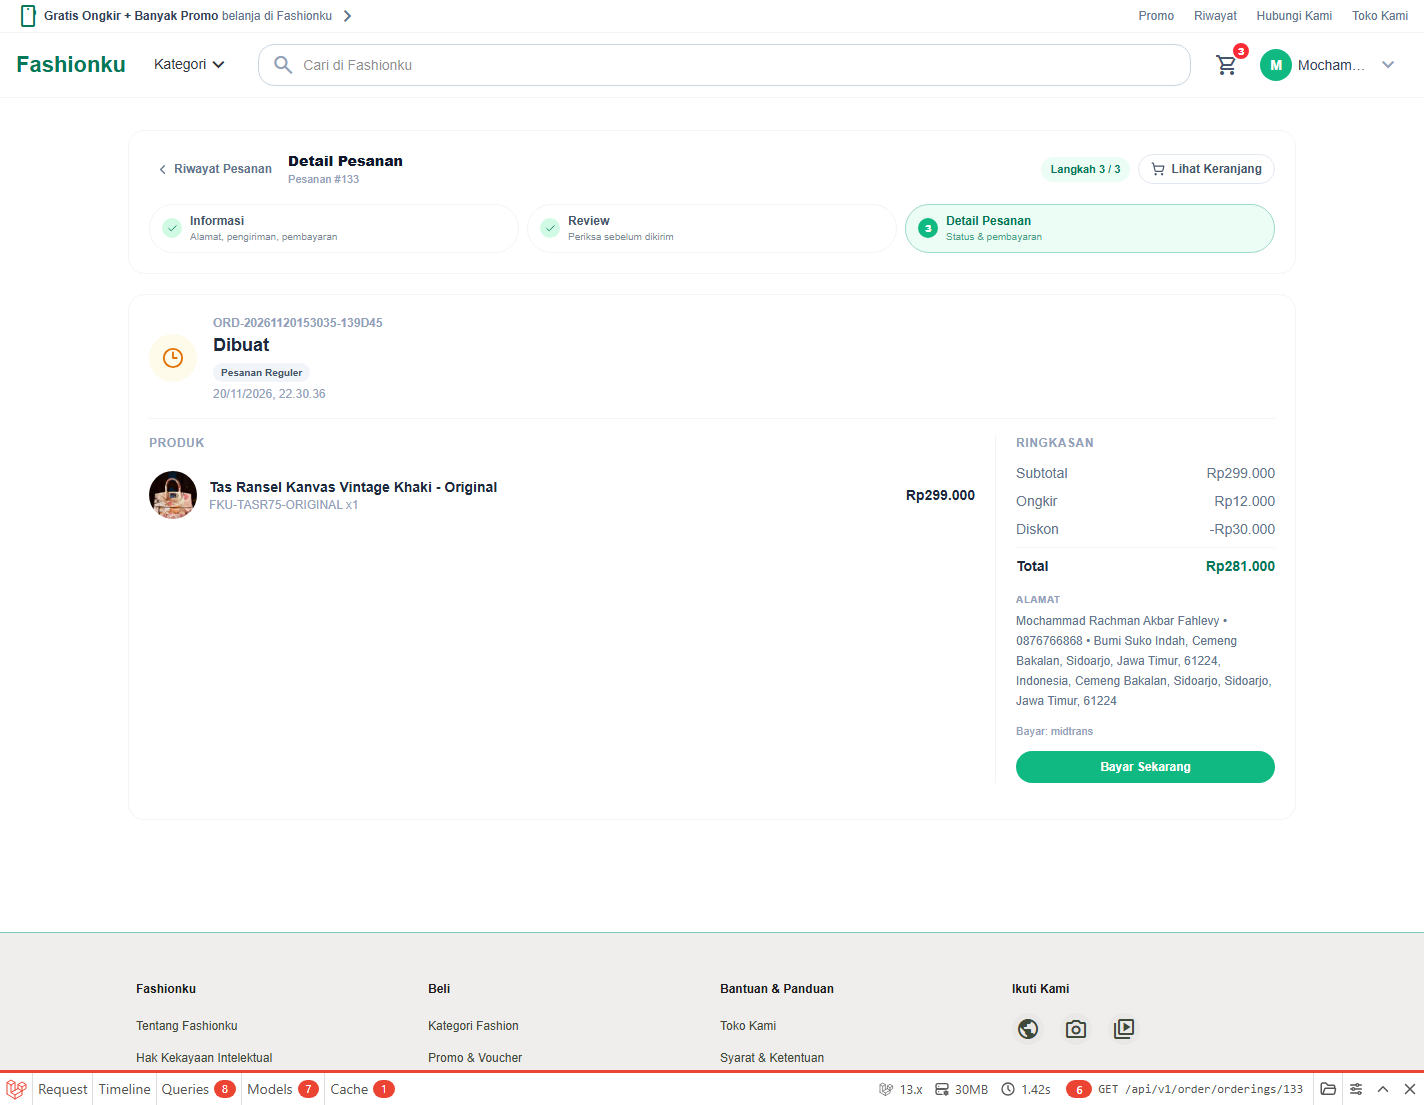 Gratis Ongkir + Banyak Promo belanja di Fashionku
Promo Riwayat Hubungi Kami Toko Kami
Fashionku
Kategori
Cari di Fashionku
3
M
Mocham...
Riwayat Pesanan
Detail Pesanan
Pesanan #133
Langkah 3 / 3
Lihat Keranjang
Informasi
Alamat, pengiriman, pembayaran
Review
Periksa sebelum dikirim
3
Detail Pesanan
Status & pembayaran
ORD-20261120153035-139D45
Dibuat
Pesanan Reguler
20/11/2026, 22.30.36
PRODUK
Tas Ransel Kanvas Vintage Khaki - Original
FKU-TASR75-ORIGINAL x1
Rp299.000
RINGKASAN
Subtotal Rp299.000
Ongkir Rp12.000
Diskon -Rp30.000
Total Rp281.000
ALAMAT
Mochammad Rachman Akbar Fahlevy •
0876766868 • Bumi Suko Indah, Cemeng
Bakalan, Sidoarjo, Jawa Timur, 61224,
Indonesia, Cemeng Bakalan, Sidoarjo, Sidoarjo,
Jawa Timur, 61224
Bayar: midtrans
Bayar Sekarang
Fashionku
Tentang Fashionku
Hak Kekayaan Intelektual
Beli
Kategori Fashion
Promo & Voucher
Bantuan & Panduan
Toko Kami
Syarat & Ketentuan
Ikuti Kami
Request Timeline Queries 8 Models 7 Cache 1
13.x 30MB 1.42s 6 GET /api/v1/order/orderings/133